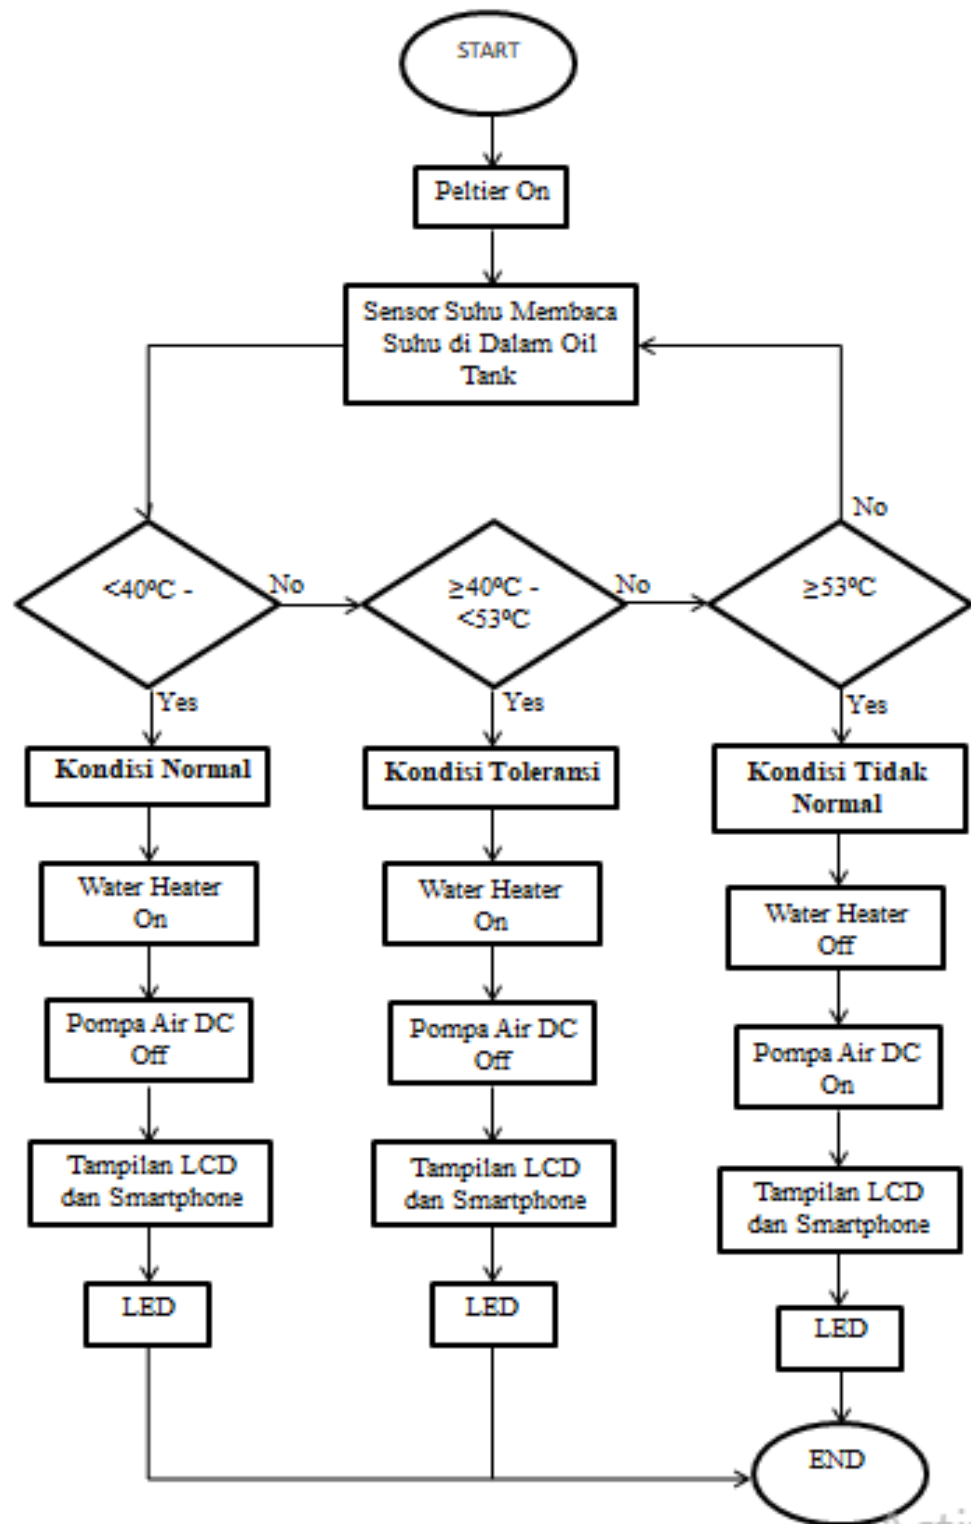 START
Peltier On
Sensor Suhu Membaca
Suhu di Dalam Oil
Tank
<40ºC -
No
≥40ºC -
<53ºC
No
≥53ºC
No
Yes
Yes
Yes
Kondisi Normal
Water Heater
On
Pompa Air DC
Off
Tampilan LCD
dan Smartphone
LED
Kondisi Toleransi
Water Heater
On
Pompa Air DC
Off
Tampilan LCD
dan Smartphone
LED
Kondisi Tidak
Normal
Water Heater
Off
Pompa Air DC
On
Tampilan LCD
dan Smartphone
LED
END